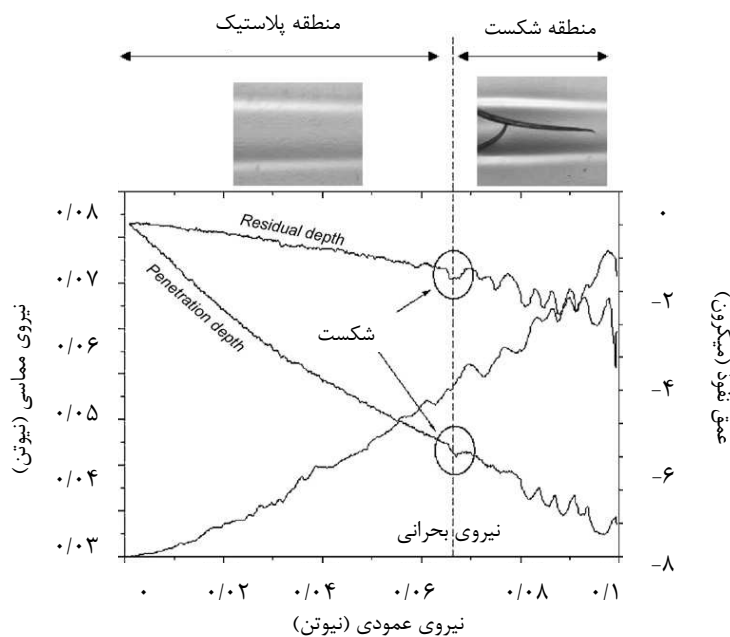 منطقه پلاستیک
منطقه شکست
۰/۰۸
۰/۰۷
۰/۰۶
۰/۰۵
۰/۰۴
۰/۰۳
نیروی مماسی (نیوتن)
Residual depth
Penetration depth
شکست
نیروی بحرانی
۰
-۲
-۴
-۶
-۸
عمق نفوذ (میکرون)
۰
۰/۰۲
۰/۰۴
۰/۰۶
۰/۰۸
۰/۱
نیروی عمودی (نیوتن)